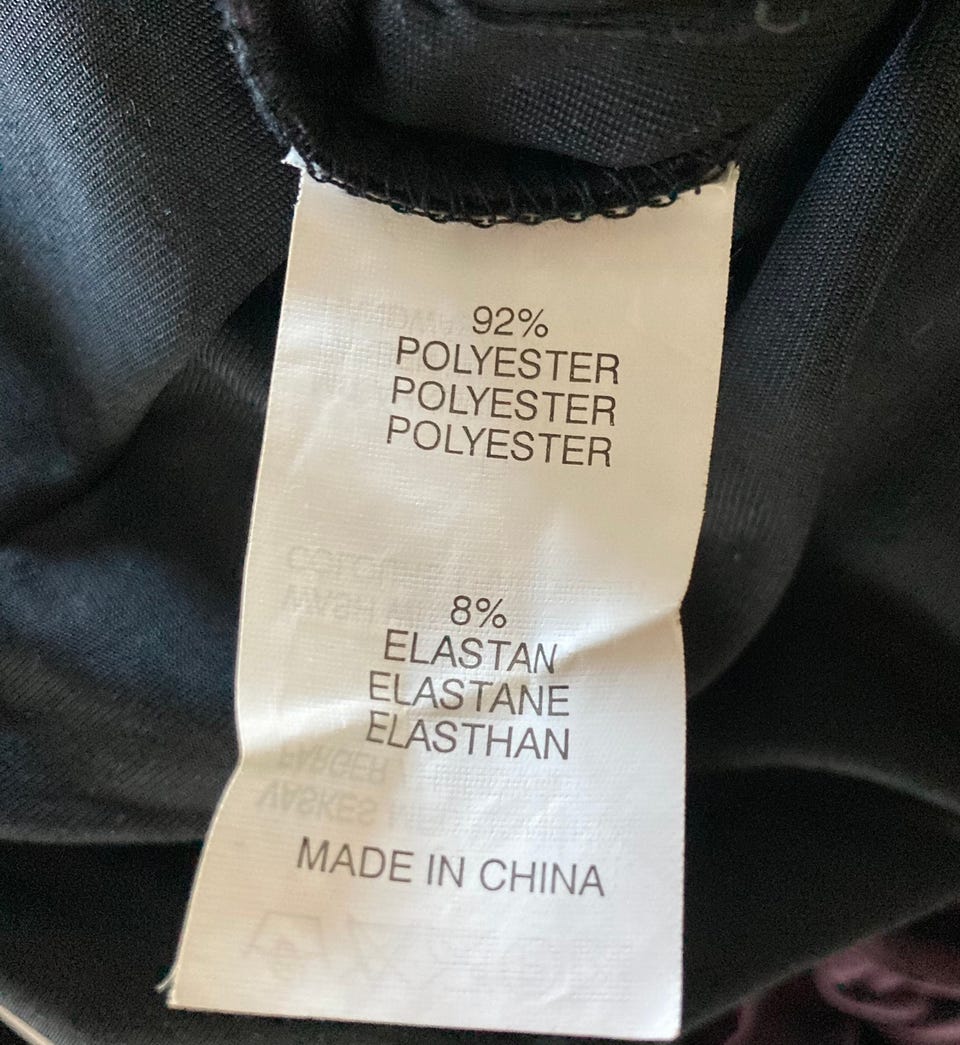 92%
POLYESTER
POLYESTER
POLYESTER
8%
ELASTAN
ELASTANE
ELASTHAN
MADE IN CHINA